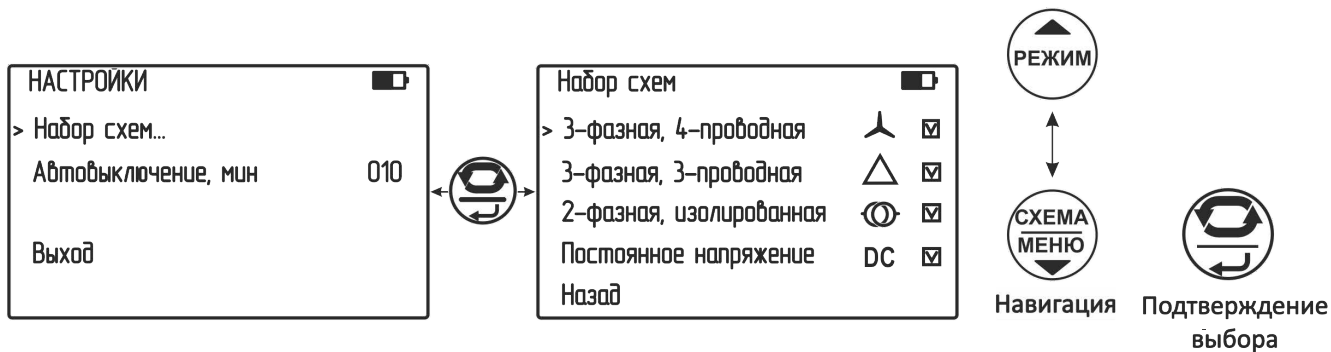 НАСТРОЙКИ
> Набор схем...
Автовыключение, мин 010
Выход
Набор схем
> 3-фазная, 4-проводная
3-фазная, 3-проводная
2-фазная, изолированная
Постоянное напряжение DC
Назад
РЕЖИМ
СХЕМА
МЕНЮ
Навигация
Подтверждение
выбора